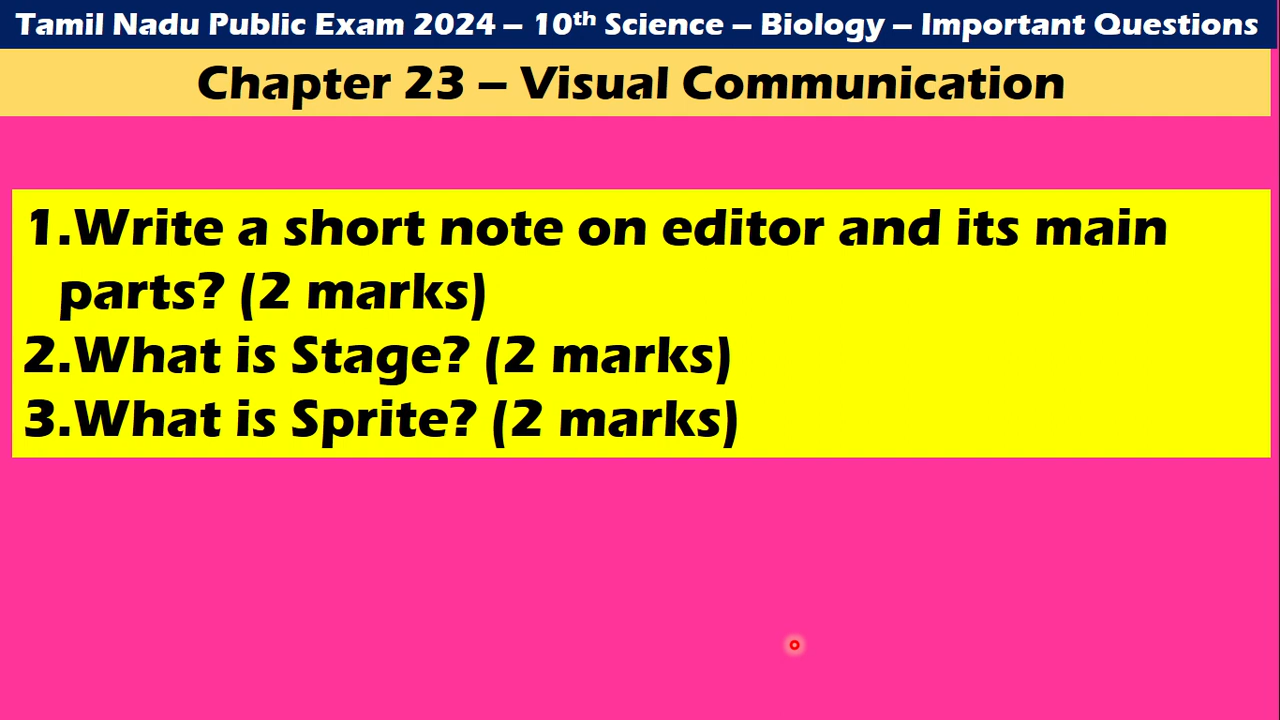 Tamil Nadu Public Exam 2024 – 10th Science – Biology – Important Questions
Chapter 23 – Visual Communication
1.Write a short note on editor and its main
parts? (2 marks)
2.What is Stage? (2 marks)
3.What is Sprite? (2 marks)